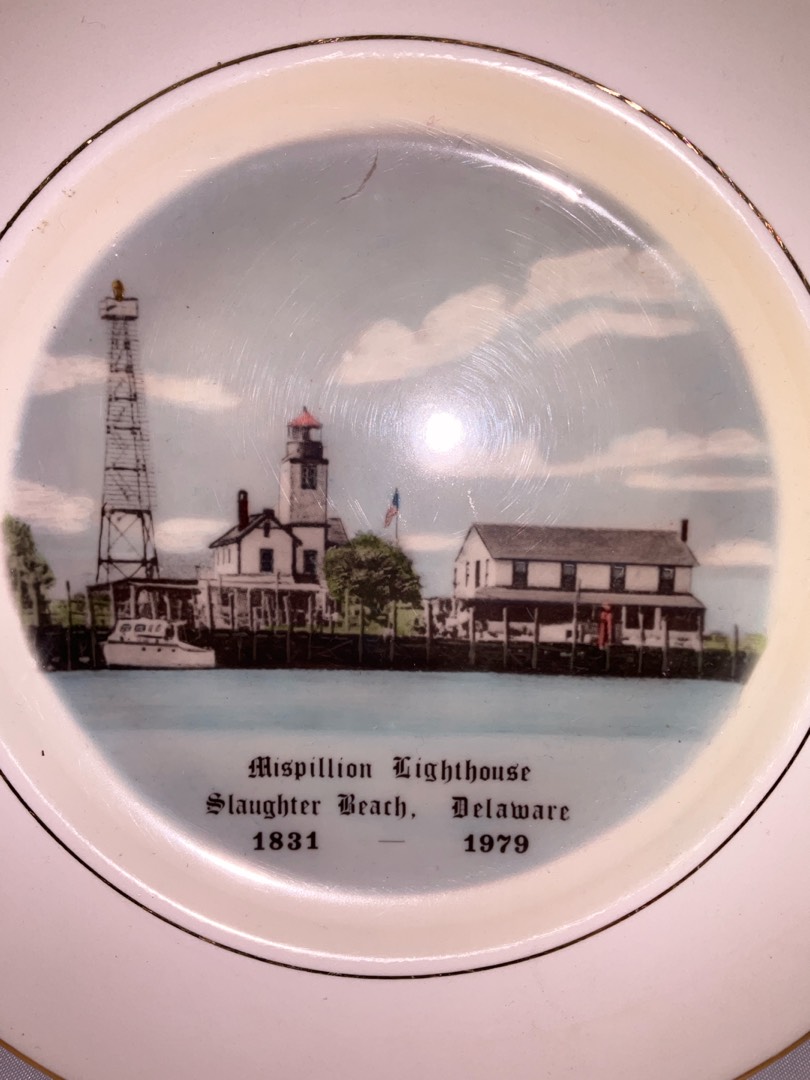 Mispillion Lighthouse
Slaughter Beach, Delaware
1831 — 1979